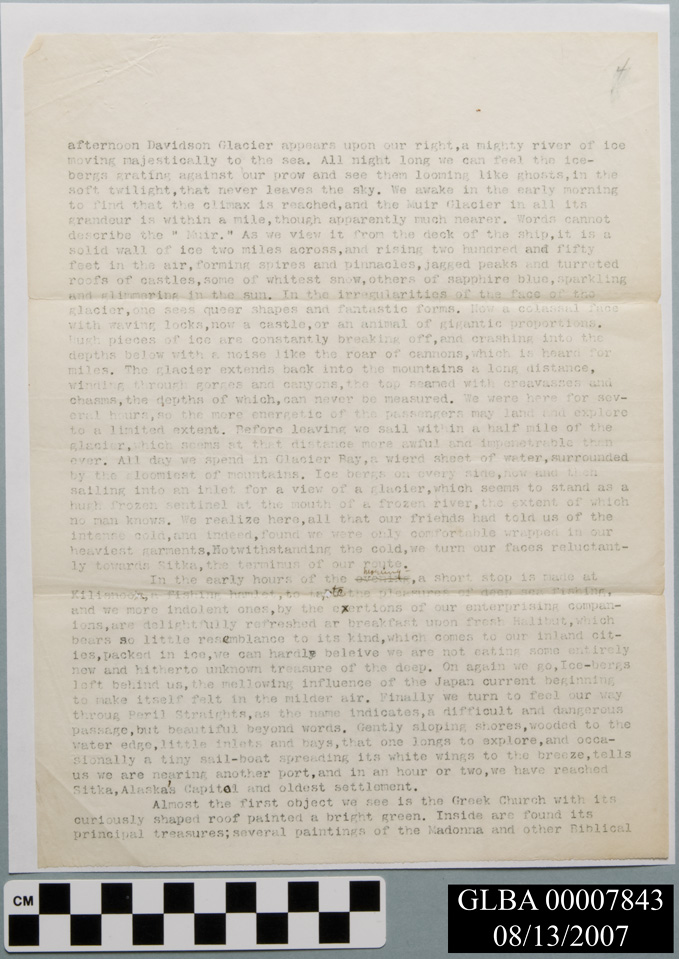 4
afternoon Davidson Glacier appears upon our right,a mighty river of ice
moving majestically to the sea. All night long we can feel the ice-
bergs grating against our prow and see them looming like ghosts,in the
soft twilight,that never leaves the sky. We awake in the early morning
to find that the climax is reached,and the Muir Glacier in all its
grandeur is within a mile,though apparently much nearer. Words cannot
describe the " Muir." As we view it from the deck of the ship,it is a
solid wall of ice two miles across,and rising two hundred and fifty
feet in the air,forming spires and pinnacles,jagged peaks and turreted
roofs of castles,some of whitest snow,others of sapphire blue,sparkling
and glimmering in the sun. In the irregularities of the face of the
glacier,one sees queer shapes and fantastic forms. Now a colossal face
with waving locks,now a castle,or an animal of gigantic proportions.
Hugh pieces of ice are constantly breaking off,and crashing into the
depths below with a noise like the roar of cannons,which is heard for
miles. The glacier extends back into the mountains a long distance,
winding through gorges and canyons,the top seamed with creavasses and
chasms,the depths of which,can never be measured. We were here for sev-
eral hours,so the more energetic of the passengers may land and explore
to a limited extent. Before leaving we sail within a half mile of the
glacier,which seems at that distance more awful and impenetrable than
ever. All day we spend in Glacier Bay,a wierd sheet of water,surrounded
by the gloomiest of mountains. Ice bergs on every side,now and then
sailing into an inlet for a view of a glacier,which seems to stand as a
hugh frozen sentinel at the mouth of a frozen river,the extent of which
no man knows. We realize here,all that our friends had told us of the
intense cold,and indeed,found we were only comfortable wrapped in our
heaviest garments,Notwithstanding the cold,we turn our faces reluctant-
ly towards Sitka,the terminus of our route.
In the early hours of the evening morning,a short stop is made at
a fishing hamlet,to the pleasures of deep sea fishing,
and we more indolent ones,by the exertions of our enterprising compan-
ions,are delightfully refreshed ar breakfast upon fresh Halibut,which
bears so little resemblance to its kind,which comes to our inland cit-
ies,packed in ice,we can hardly beleive we are not eating some entirely
new and hitherto unknown treasure of the deep. On again we go,Ice-bergs
left behind us,the mellowing influence of the Japan current beginning
to make itself felt in the milder air. Finally we turn to feel our way
throug Peril Straights,as the name indicates,a difficult and dangerous
passage,but beautiful beyond words. Gently sloping shores,wooded to the
water edge,little inlets and bays,that one longs to explore,and occa-
sionally a tiny sail-boat spreading its white wings to the breeze,tells
us we are nearing another port,and in an hour or two,we have reached
Sitka,Alaska's Capitol and oldest settlement.
Almost the first object we see is the Greek Church with its
curiously shaped roof painted a bright green. Inside are found its
principal treasures;several paintings of the Madonna and other Biblical
CM
GLBA 00007843
08/13/2007